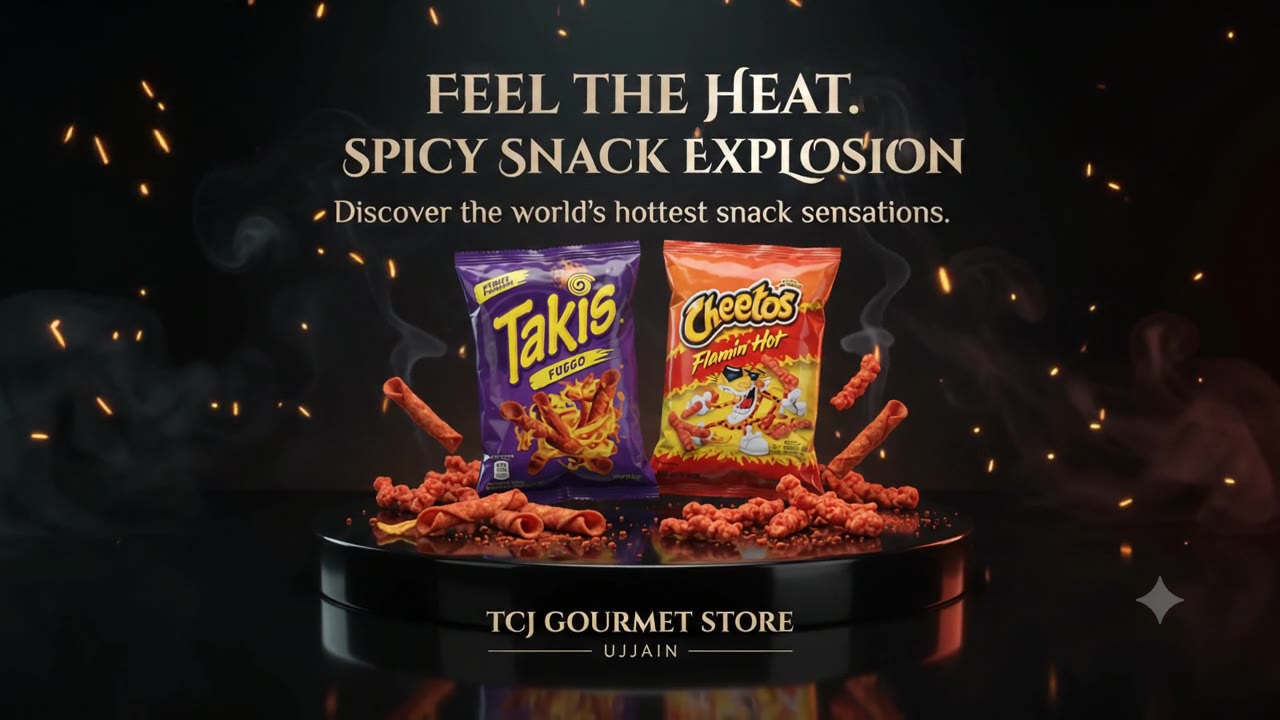 FEEL THE HEAT.
SPICY SNACK EXPLOSION
Discover the world's hottest snack sensations.
Takis
FUEGO
Cheetos
Flamin' Hot
TCJ GOURMET STORE
UJJAIN